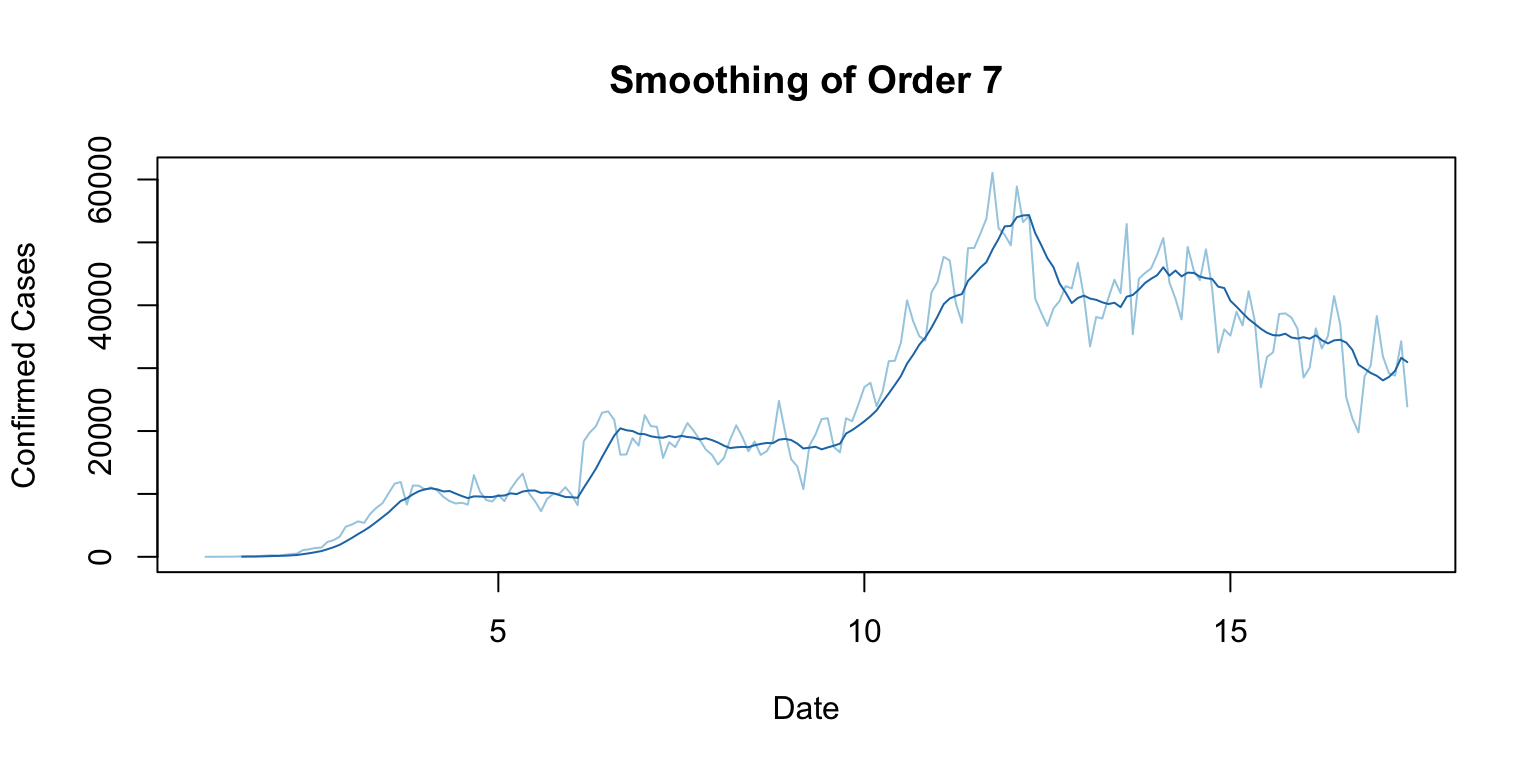 Smoothing of Order 7
Confirmed Cases
60000
40000
20000
0
5 10 15
Date